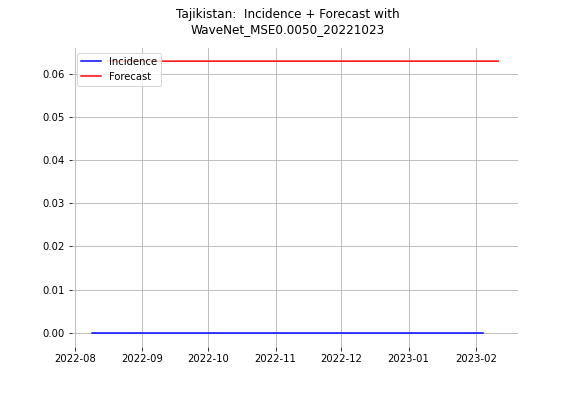 Tajikistan:  Incidence + Forecast with
WaveNet_MSE0.0050_20221023
Incidence
Forecast
0.06
0.05
0.04
0.03
0.02
0.01
0.00
2022-08 2022-09 2022-10 2022-11 2022-12 2023-01 2023-02